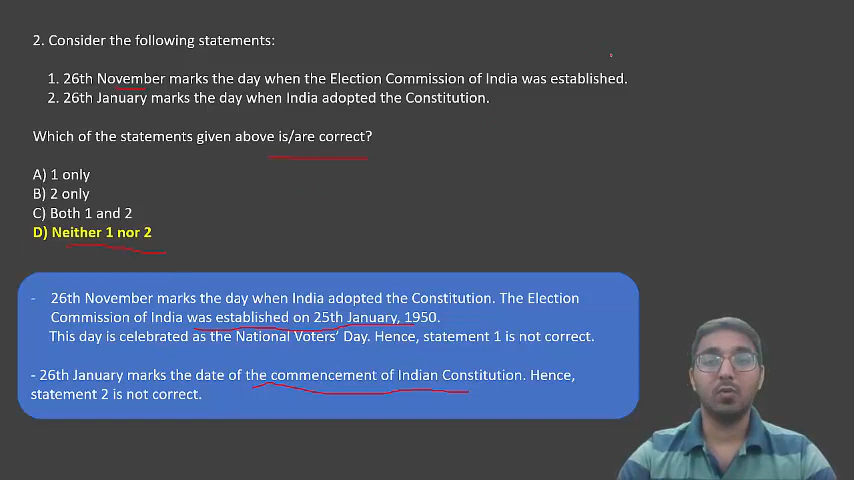 2. Consider the following statements:
1. 26th November marks the day when the Election Commission of India was established.
2. 26th January marks the day when India adopted the Constitution.
Which of the statements given above is/are correct?
A) 1 only
B) 2 only
C) Both 1 and 2
D) Neither 1 nor 2
- 26th November marks the day when India adopted the Constitution. The Election
Commission of India was established on 25th January, 1950.
This day is celebrated as the National Voters’ Day. Hence, statement 1 is not correct.
- 26th January marks the date of the commencement of Indian Constitution. Hence,
statement 2 is not correct.